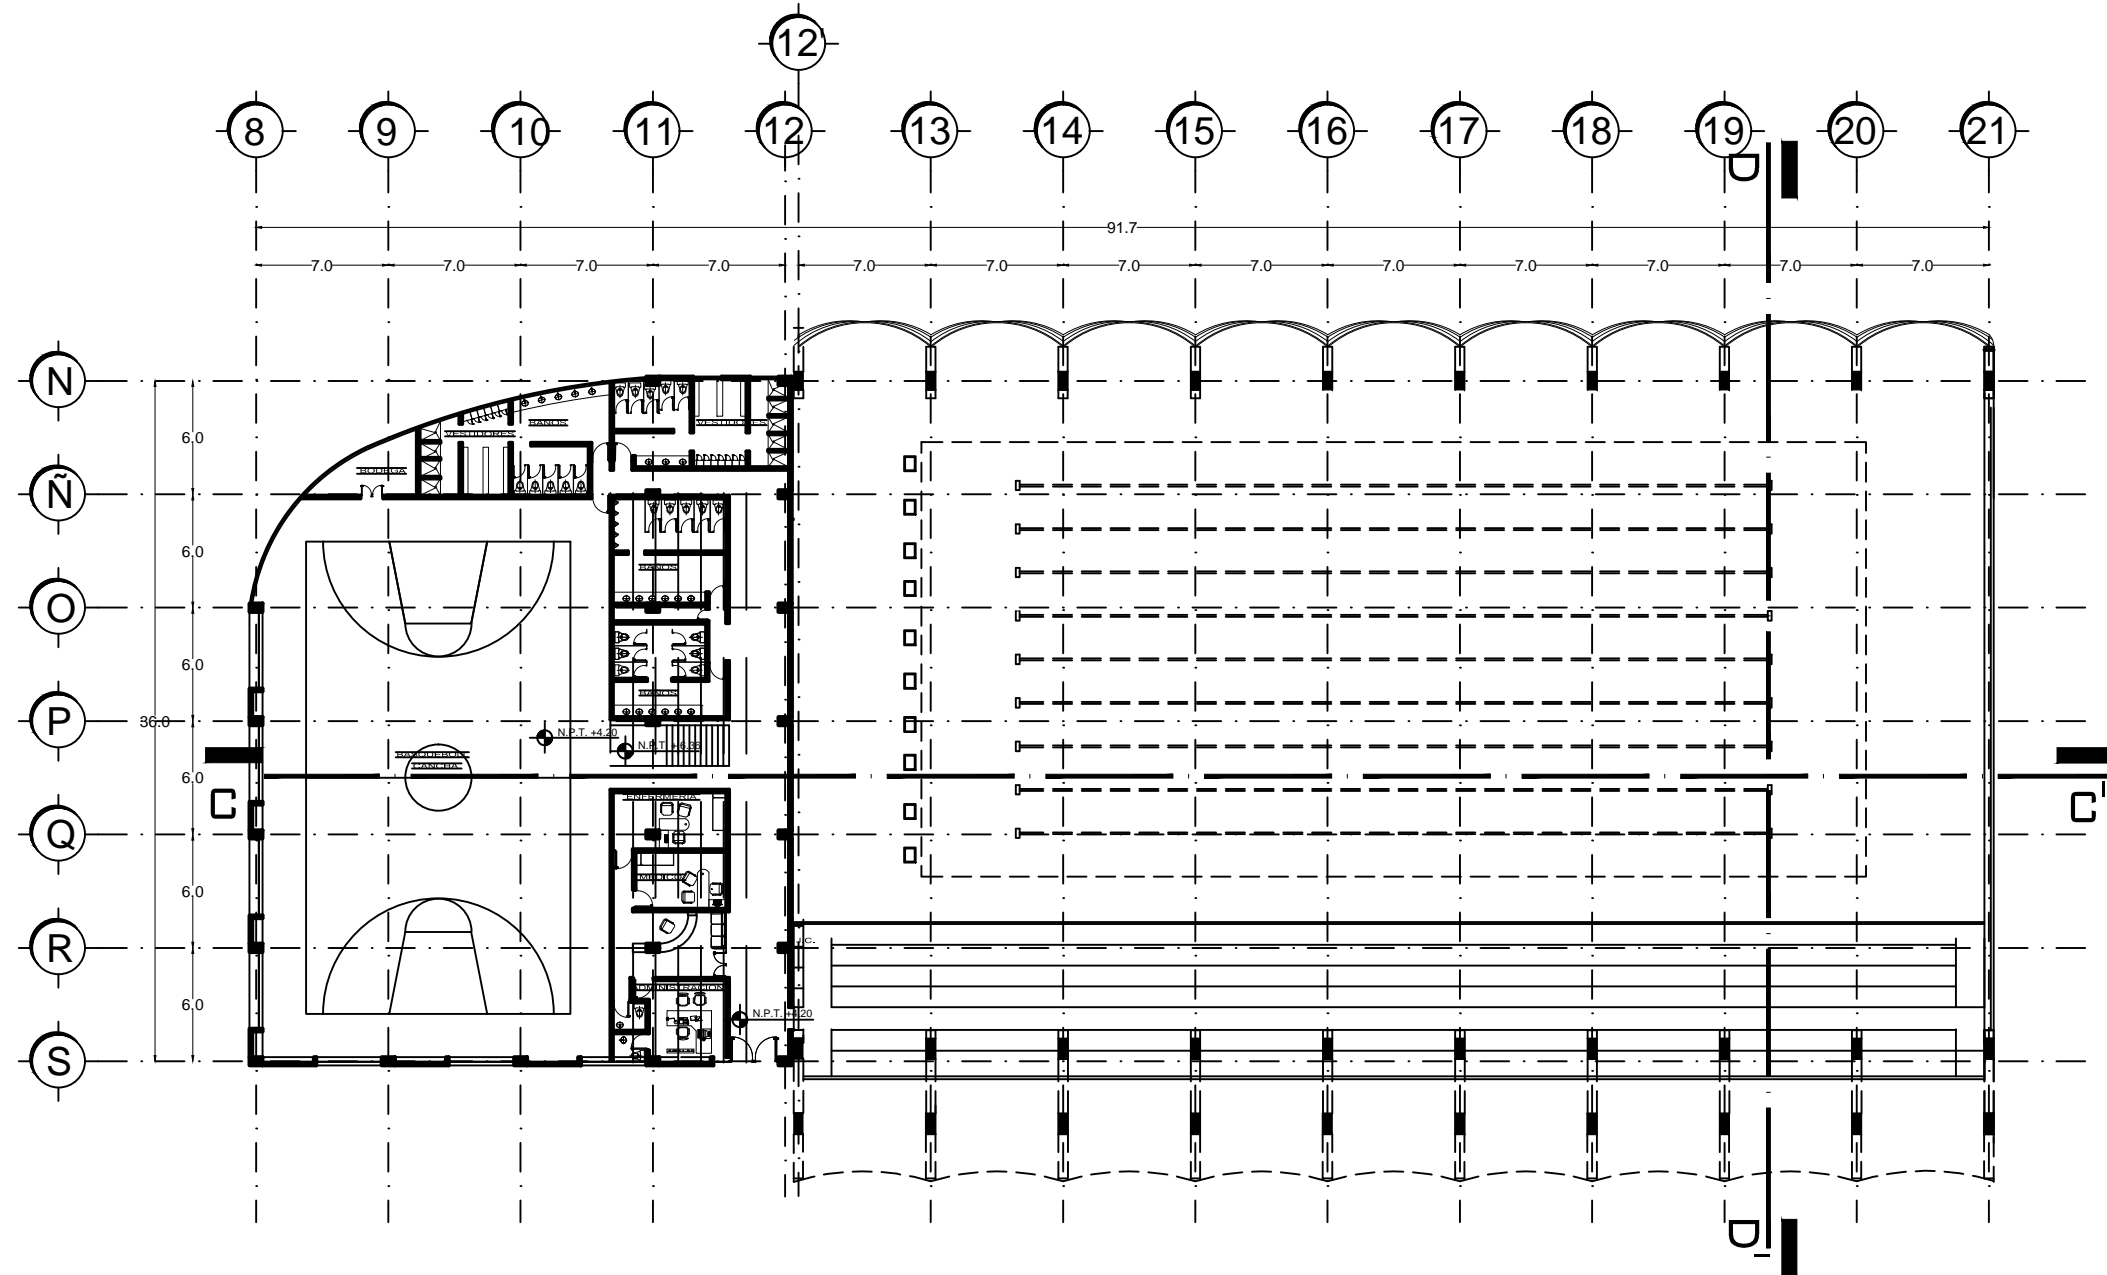 12'
8 9 10 11 12 13 14 15 16 17 18 19 20 21
D
91.7
7.0 7.0 7.0 7.0 7.0 7.0 7.0 7.0 7.0 7.0 7.0 7.0 7.0
N
6.0
BAÑOS
VESTIDORES
VESTIDORES
BODEGA
Ñ
6.0
BAÑOS
O
6.0
BAÑOS
P
36.0
N.P.T. +4.20
BASQUEBOL
CANCHA
6.0
C
C'
ENFERMERIA
Q
MEDICO
6.0
R
ADMINISTRACION
6.0
N.P.T. +4.20
S
D'